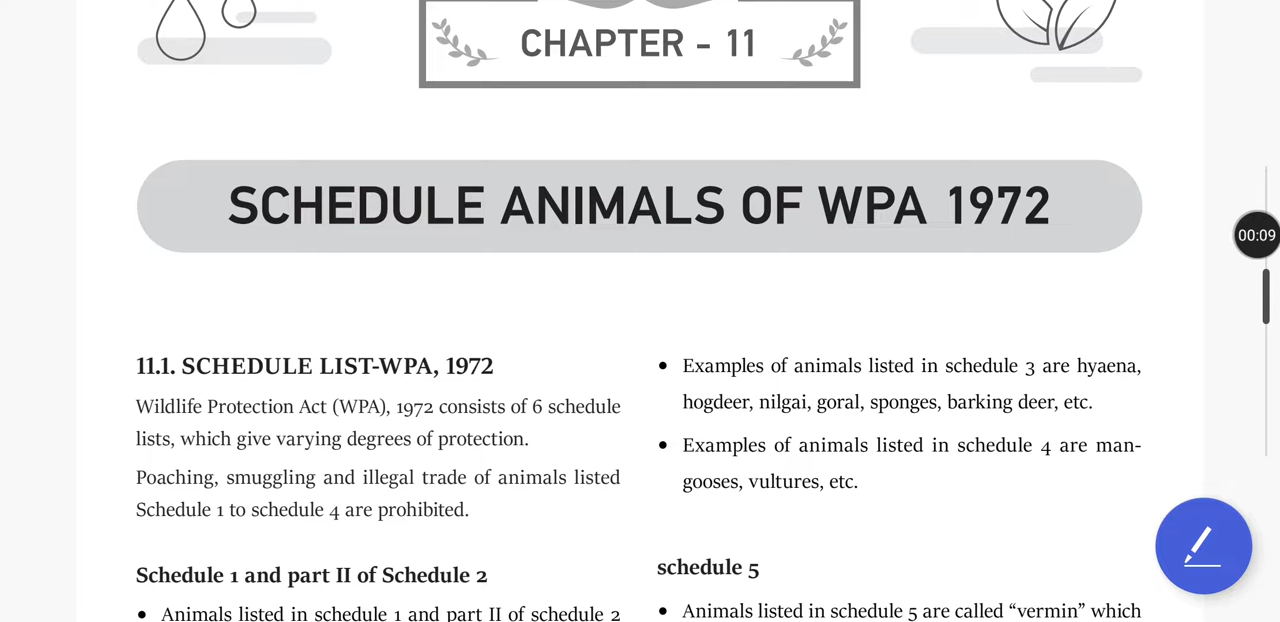 CHAPTER - 11
SCHEDULE ANIMALS OF WPA 1972
11.1. SCHEDULE LIST-WPA, 1972
Wildlife Protection Act (WPA), 1972 consists of 6 schedule
lists, which give varying degrees of protection.
Poaching, smuggling and illegal trade of animals listed
Schedule 1 to schedule 4 are prohibited.
Schedule 1 and part II of Schedule 2
• Animals listed in schedule 1 and part II of schedule 2
• Examples of animals listed in schedule 3 are hyaena,
hogdeer, nilgai, goral, sponges, barking deer, etc.
• Examples of animals listed in schedule 4 are man-
gooses, vultures, etc.
schedule 5
• Animals listed in schedule 5 are called “vermin” which
00:09